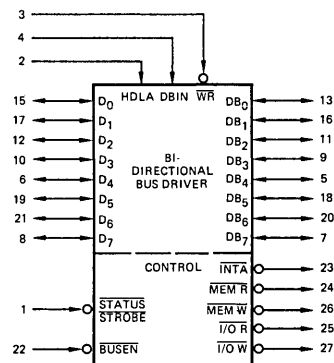 3
4
2
HDLA DBIN WR
15 D0 DB0 13
17 D1 DB1 16
12 D2 DB2 11
10 D3 DB3 9
6 D4 DB4 5
19 D5 DB5 18
21 D6 DB6 20
8 D7 DB7 7
BI-
DIRECTIONAL
BUS DRIVER
CONTROL
INTA 23
MEM R 24
MEM W 26
I/O R 25
I/O W 27
1 STATUS
STROBE
22 BUSEN